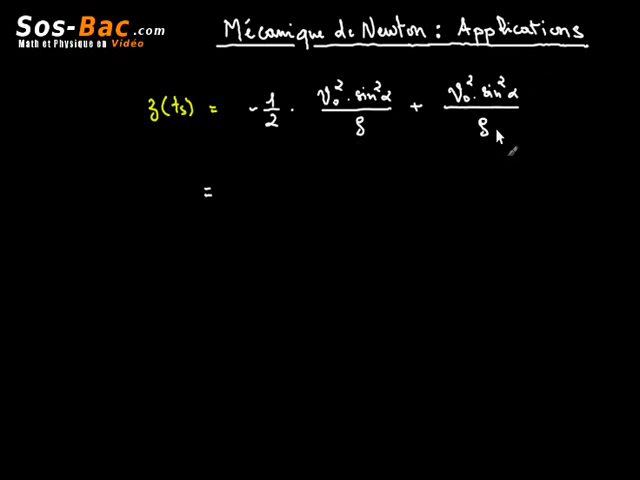 Sos-Bac.com
Math et Physique en Vidéo
Mécanique de Newton : Applications
z(ts) = -1/2 · V₀²·sin²α/g + V₀²·sin²α/g
=